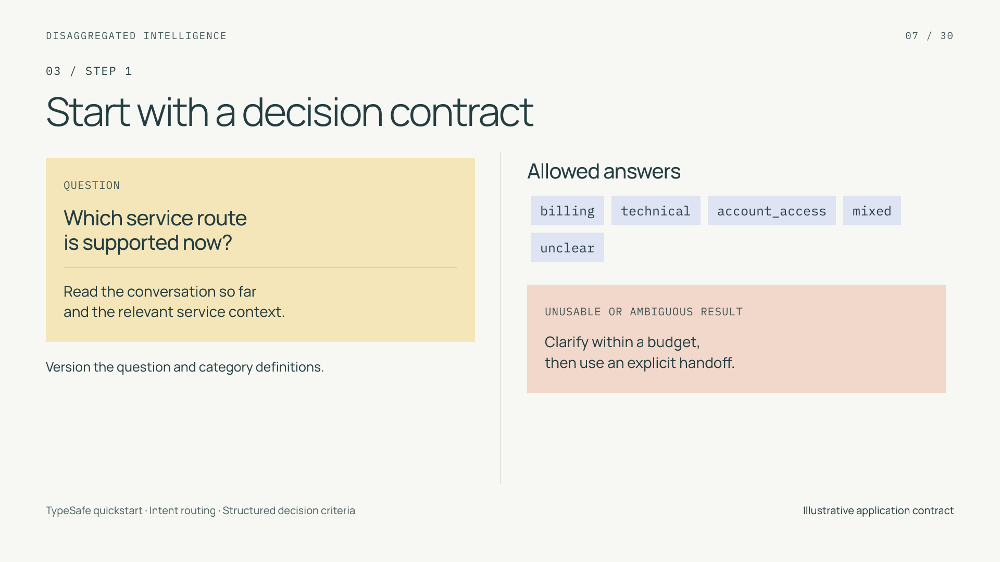 DISAGGREGATED INTELLIGENCE
07 / 30
03 / STEP 1
Start with a decision contract
QUESTION
Which service route
is supported now?
Read the conversation so far
and the relevant service context.
Version the question and category definitions.
Allowed answers
billing technical account_access mixed
unclear
UNUSABLE OR AMBIGUOUS RESULT
Clarify within a budget,
then use an explicit handoff.
TypeSafe quickstart · Intent routing · Structured decision criteria
Illustrative application contract